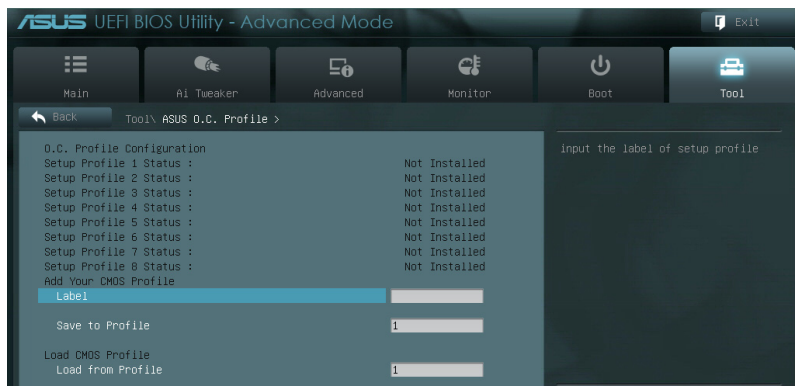 ASUS UEFI BIOS Utility - Advanced Mode
Exit
Main Ai Tweaker Advanced Monitor Boot Tool
Back Tool\ ASUS O.C. Profile >
O.C. Profile Configuration
input the label of setup profile
Setup Profile 1 Status : Not Installed
Setup Profile 2 Status : Not Installed
Setup Profile 3 Status : Not Installed
Setup Profile 4 Status : Not Installed
Setup Profile 5 Status : Not Installed
Setup Profile 6 Status : Not Installed
Setup Profile 7 Status : Not Installed
Setup Profile 8 Status : Not Installed
Add Your CMOS Profile
Label
Save to Profile 1
Load CMOS Profile
Load from Profile 1